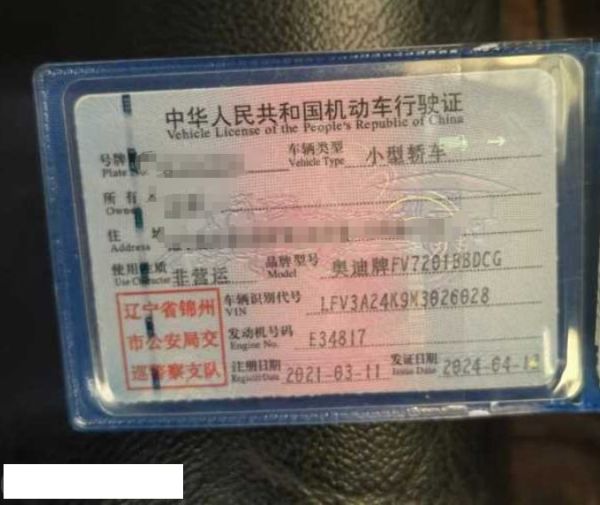 中华人民共和国机动车行驶证
Vehicle License of the People's Republic of China
号牌
Plate No.
车辆类型
Vehicle Type
小型轿车
所有
Owner
住
Address
使用性质
Use Character
非营运
品牌型号
Model
奥迪牌FV7201BBDCG
辽宁省锦州
市公安局交
巡警察支队
车辆识别代号
VIN
LFV3A24K9M3026028
发动机号码
Engine No.
E34817
注册日期
Register Date
2021-03-11
发证日期
Issue Date